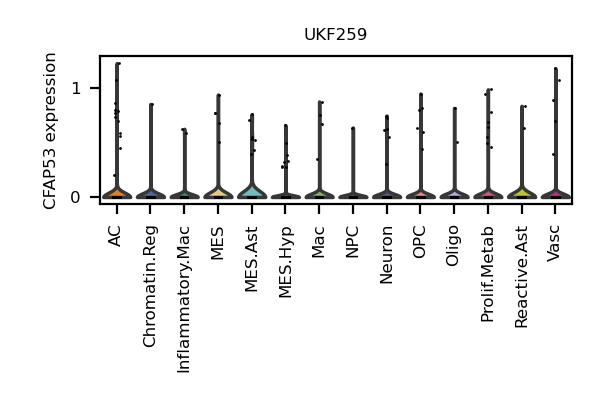 UKF259
CFAP53 expression
1
0
AC
Chromatin.Reg
Inflammatory.Mac
MES
MES.Ast
MES.Hyp
Mac
NPC
Neuron
OPC
Oligo
Prolif.Metab
Reactive.Ast
Vasc